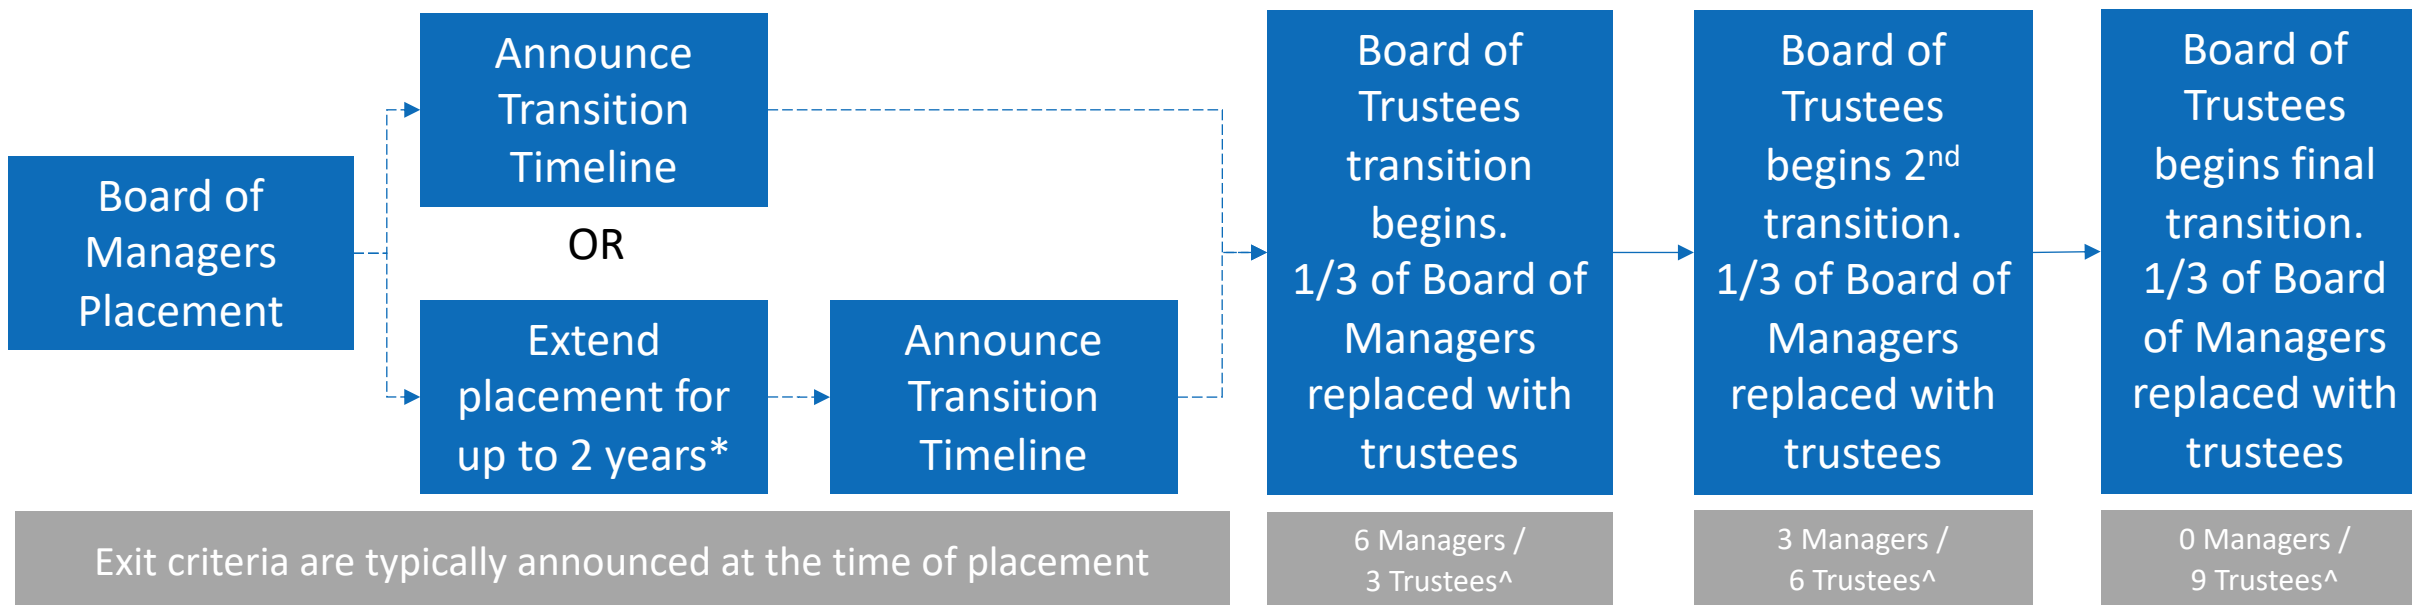 Board of
Managers
Placement
Announce
Transition
Timeline
OR
Extend
placement for
up to 2 years*
Announce
Transition
Timeline
Board of
Trustees
transition
begins.
1/3 of Board of
Managers
replaced with
trustees
Board of
Trustees
begins 2nd
transition.
1/3 of Board of
Managers
replaced with
trustees
Board of
Trustees
begins final
transition.
1/3 of Board
of Managers
replaced with
trustees
Exit criteria are typically announced at the time of placement
6 Managers /
3 Trustees^
3 Managers /
6 Trustees^
0 Managers /
9 Trustees^